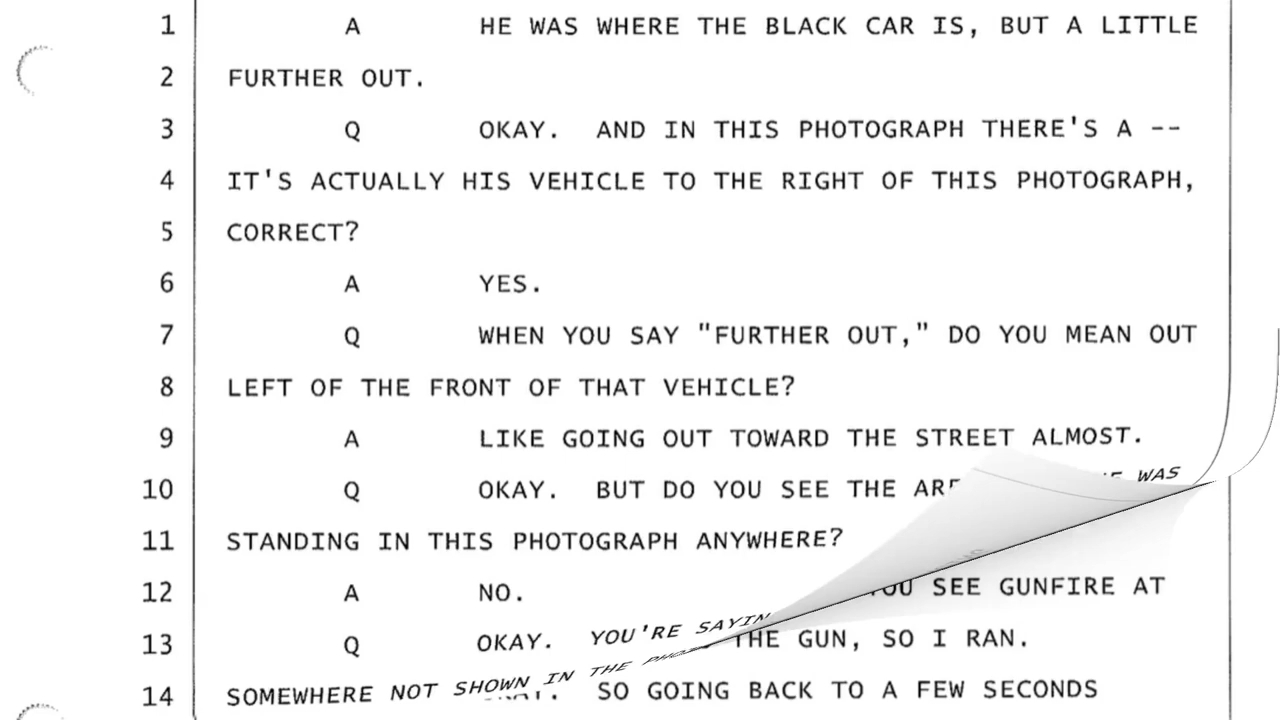 1 A HE WAS WHERE THE BLACK CAR IS, BUT A LITTLE
2 FURTHER OUT.
3 Q OKAY. AND IN THIS PHOTOGRAPH THERE'S A --
4 IT'S ACTUALLY HIS VEHICLE TO THE RIGHT OF THIS PHOTOGRAPH,
5 CORRECT?
6 A YES.
7 Q WHEN YOU SAY "FURTHER OUT," DO YOU MEAN OUT
8 LEFT OF THE FRONT OF THAT VEHICLE?
9 A LIKE GOING OUT TOWARD THE STREET ALMOST.
10 Q OKAY. BUT DO YOU SEE THE WAS
11 STANDING IN THIS PHOTOGRAPH ANYWHERE?
12 A NO. YOU SEE GUNFIRE AT
13 Q OKAY. YOU'RE THE GUN, SO I RAN.
14 SOMEWHERE NOT SHOWN IN THE SO GOING BACK TO A FEW SECONDS